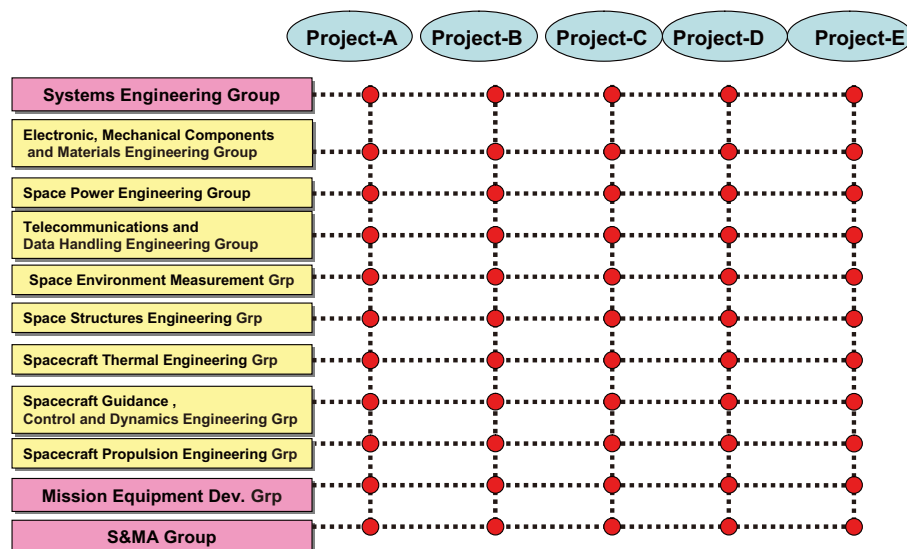 Project-A Project-B Project-C Project-D Project-E
Systems Engineering Group
Electronic, Mechanical Components
and Materials Engineering Group
Space Power Engineering Group
Telecommunications and
Data Handling Engineering Group
Space Environment Measurement Grp
Space Structures Engineering Grp
Spacecraft Thermal Engineering Grp
Spacecraft Guidance ,
Control and Dynamics Engineering Grp
Spacecraft Propulsion Engineering Grp
Mission Equipment Dev. Grp
S&MA Group